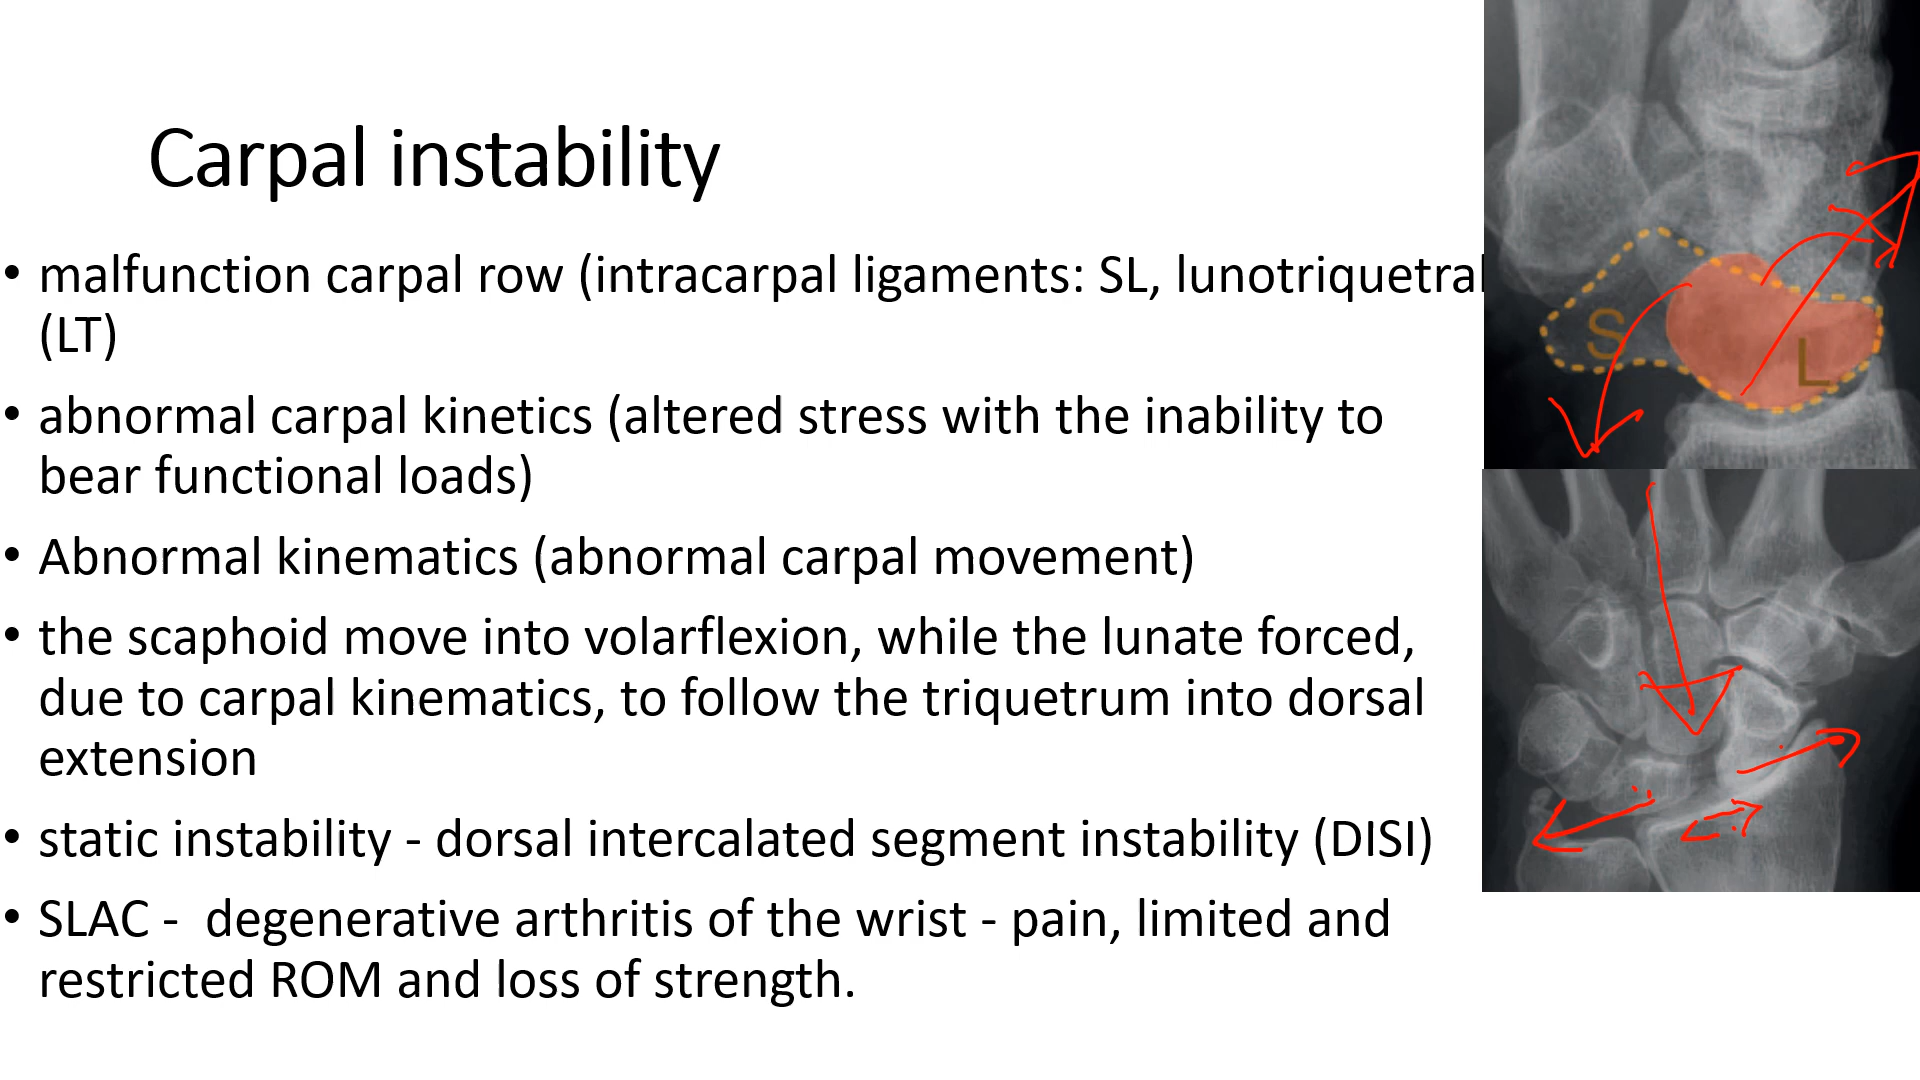 Carpal instability
• malfunction carpal row (intracarpal ligaments: SL, lunotriquetral
(LT)
• abnormal carpal kinetics (altered stress with the inability to
bear functional loads)
• Abnormal kinematics (abnormal carpal movement)
• the scaphoid move into volarflexion, while the lunate forced,
due to carpal kinematics, to follow the triquetrum into dorsal
extension
• static instability - dorsal intercalated segment instability (DISI)
• SLAC -  degenerative arthritis of the wrist - pain, limited and
restricted ROM and loss of strength.
S
L